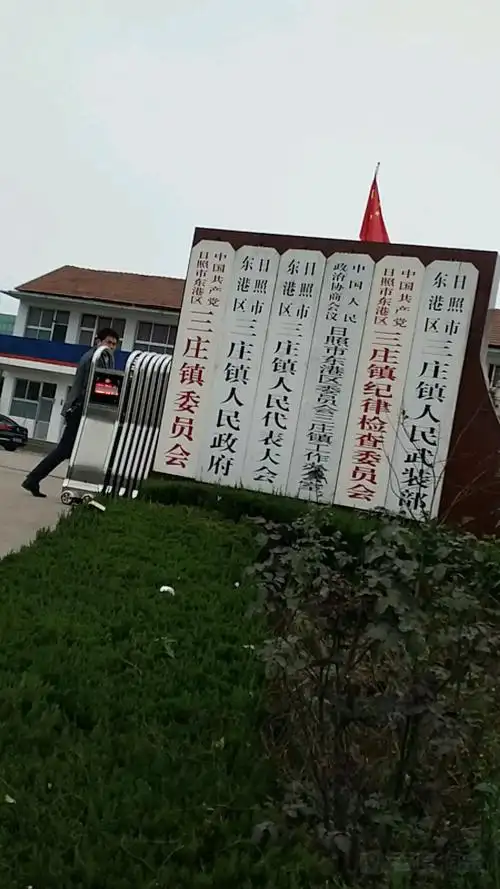 中国共产党
日照市东港区
三庄镇委员会
日照市
东港区
三庄镇人民政府
日照市
东港区
三庄镇人民代表大会
中国人民
政治协商会议
日照市东港区委员会三庄镇工作委员会
中国共产党
日照市东港区
三庄镇纪律检查委员会
日照市
东港区
三庄镇人民武装部